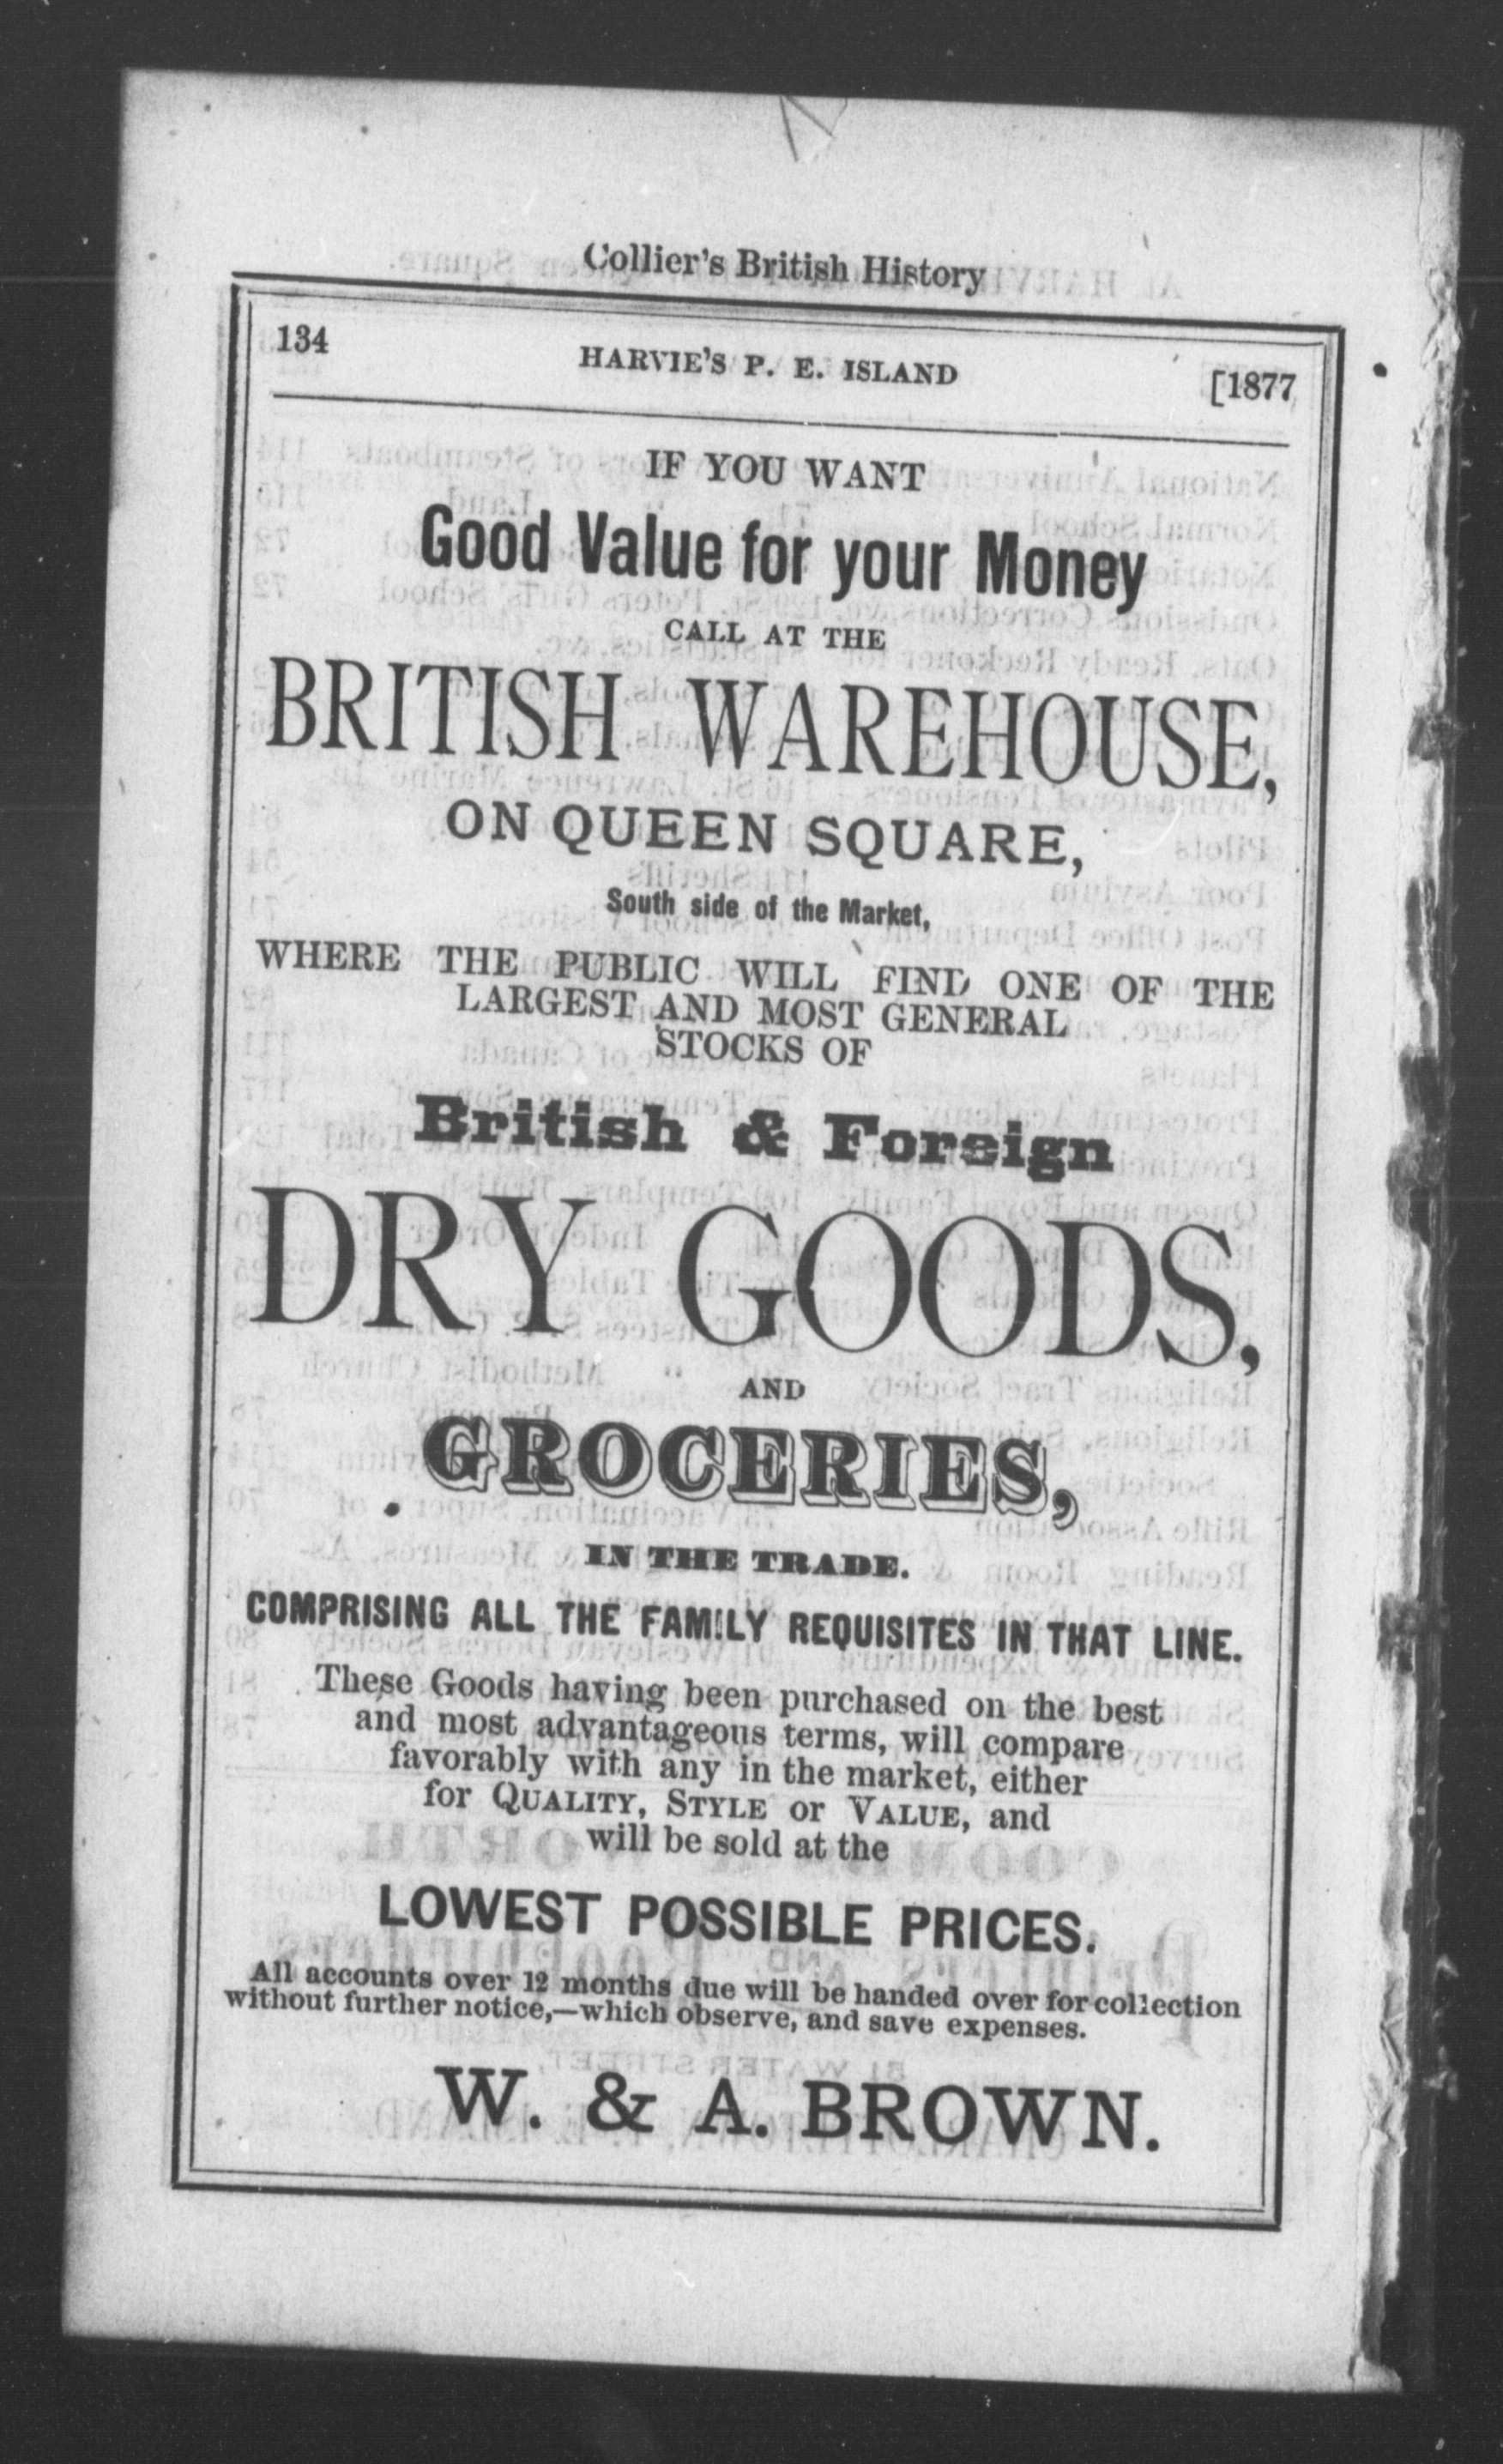 Collier's British History
134 HARVIE'S P. E. ISLAND [1877
IF YOU WANT
Good Value for your Money
CALL AT THE
BRITISH WAREHOUSE,
ON QUEEN SQUARE,
South side of the Market,
WHERE THE PUBLIC WILL FIND ONE OF THE
LARGEST AND MOST GENERAL
STOCKS OF
British & Foreign
DRY GOODS,
AND
GROCERIES,
IN THE TRADE.
COMPRISING ALL THE FAMILY REQUISITES IN THAT LINE.
These Goods having been purchased on the best
and most advantageous terms, will compare
favorably with any in the market, either
for QUALITY, STYLE or VALUE, and
will be sold at the
LOWEST POSSIBLE PRICES.
All accounts over 12 months due will be handed over for collection
without further notice,—which observe, and save expenses.
W. & A. BROWN.